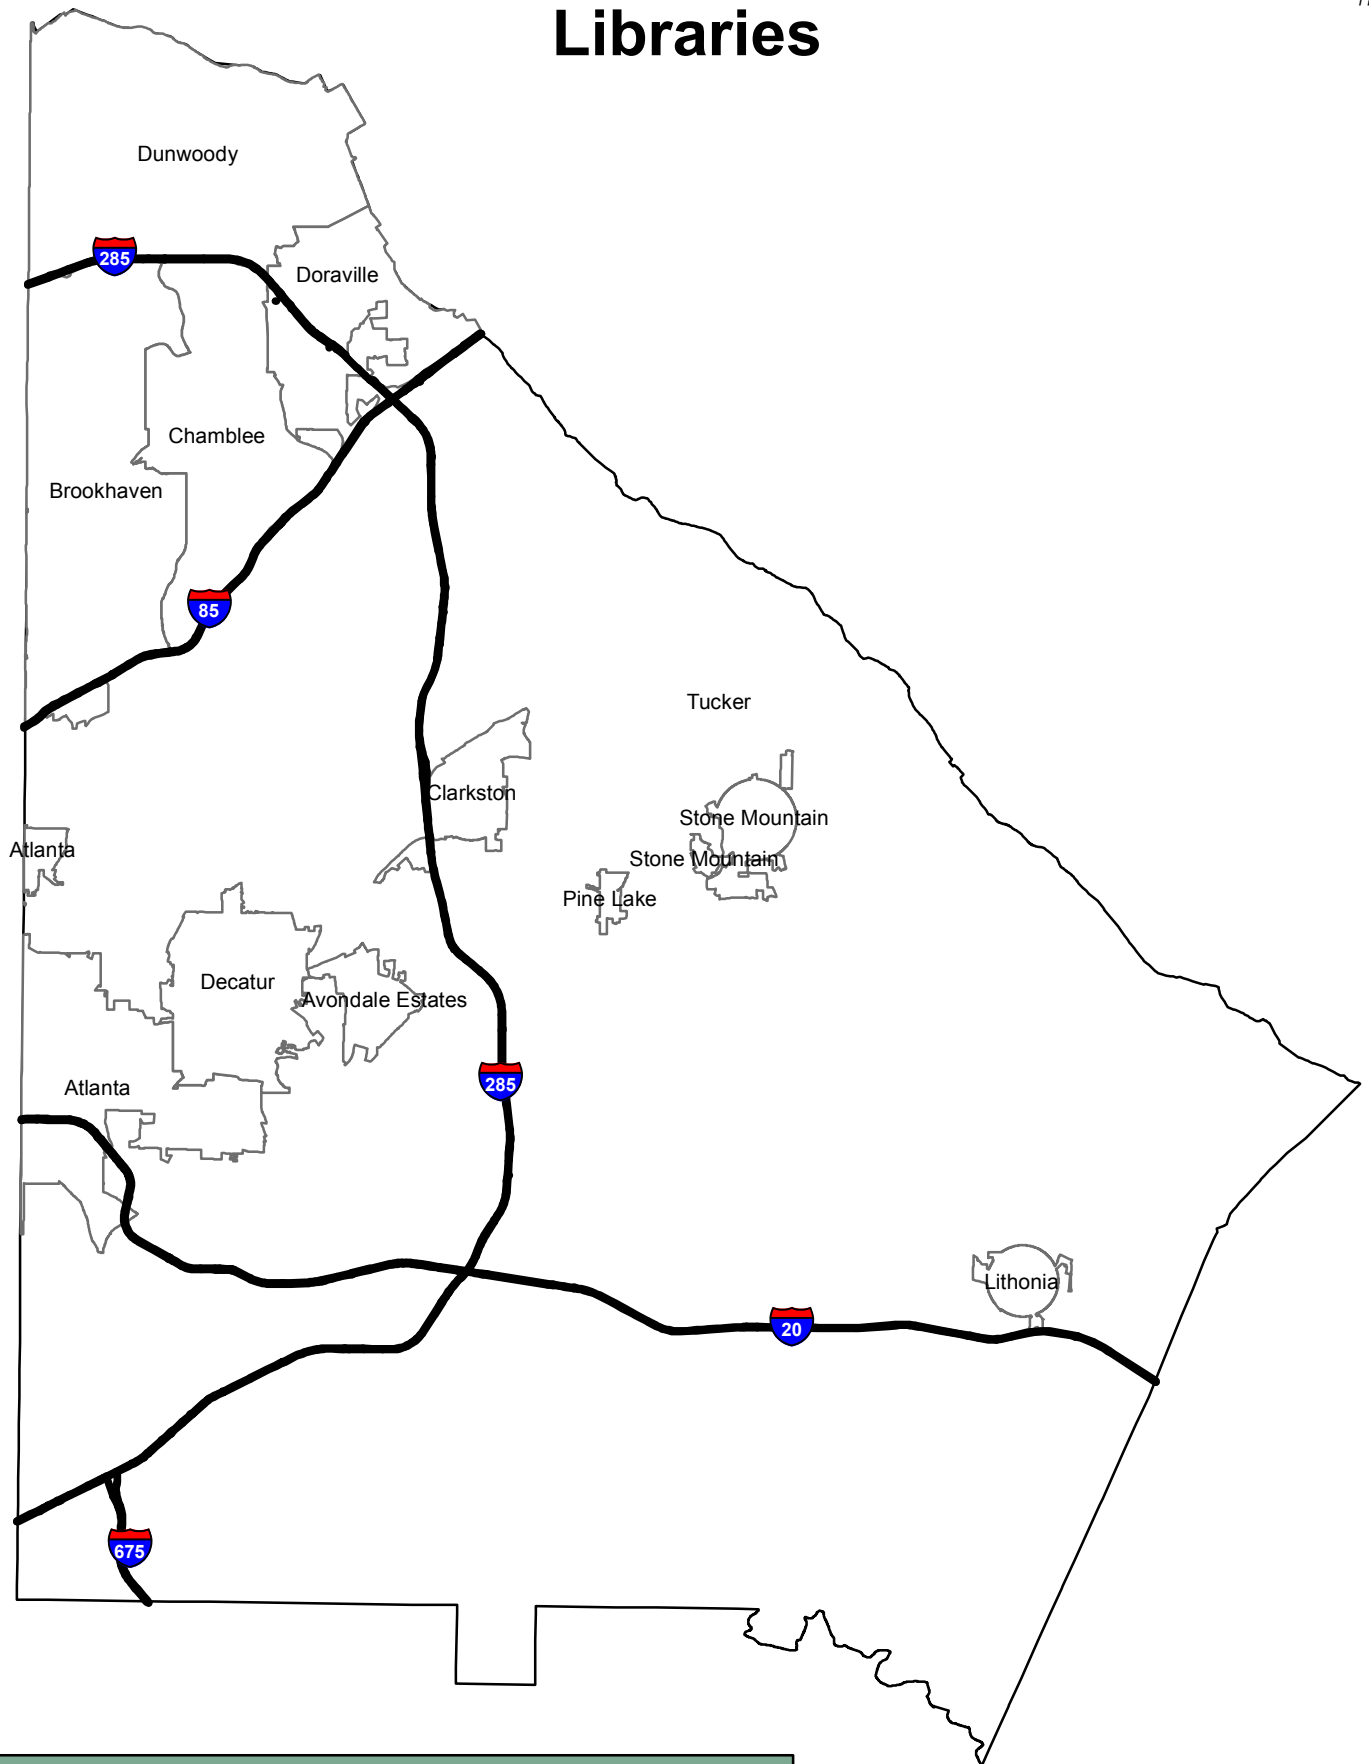 Libraries
Dunwoody
285
Doraville
Chamblee
Brookhaven
85
Tucker
Clarkston
Stone Mountain
Atlanta
Stone Mountain
Pine Lake
Decatur
Avondale Estates
285
Atlanta
Lithonia
20
675